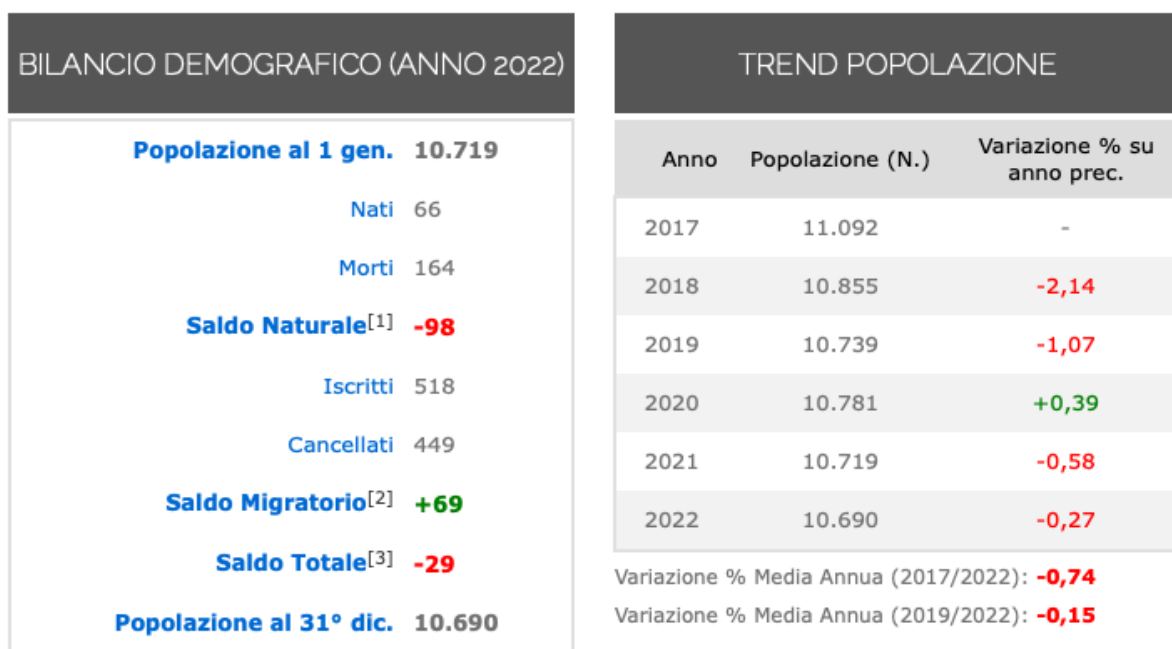 BILANCIO DEMOGRAFICO (ANNO 2022)
Popolazione al 1 gen. 10.719
Nati 66
Morti 164
Saldo Naturale[1] -98
Iscritti 518
Cancellati 449
Saldo Migratorio[2] +69
Saldo Totale[3] -29
Popolazione al 31° dic. 10.690
TREND POPOLAZIONE
Anno Popolazione (N.) Variazione % su anno prec.
2017 11.092 -
2018 10.855 -2,14
2019 10.739 -1,07
2020 10.781 +0,39
2021 10.719 -0,58
2022 10.690 -0,27
Variazione % Media Annua (2017/2022): -0,74
Variazione % Media Annua (2019/2022): -0,15